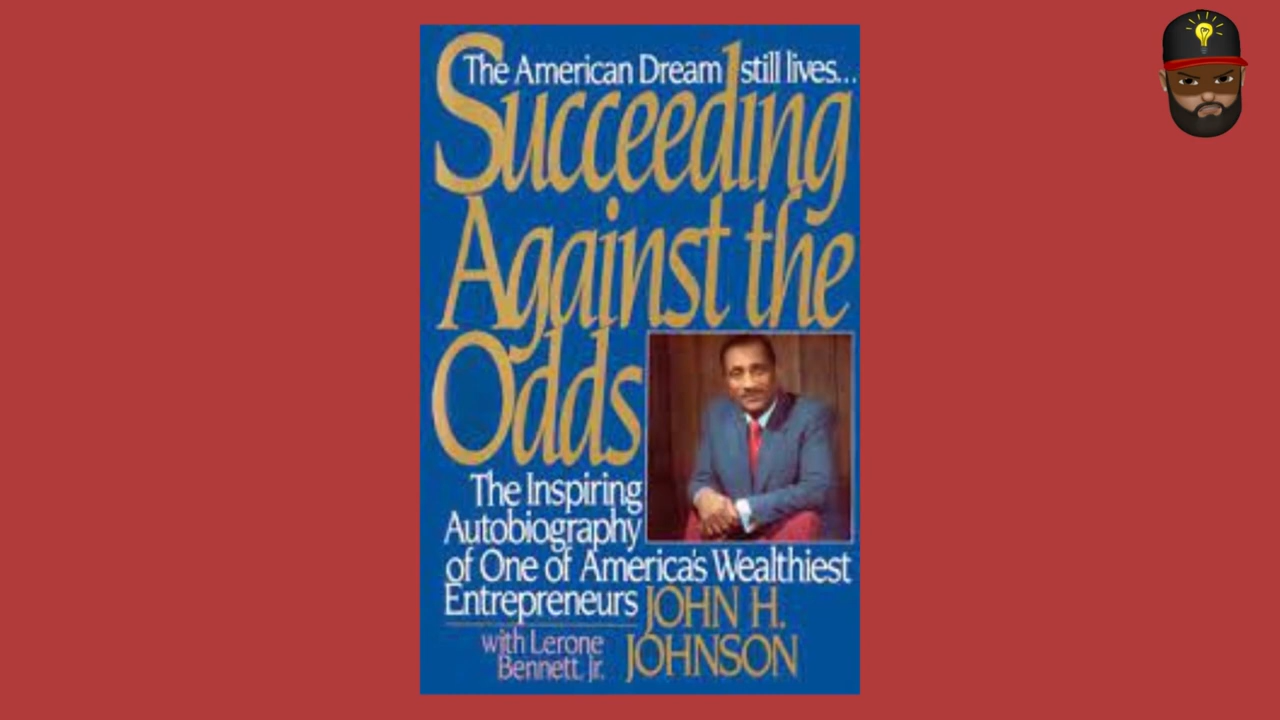 The American Dream still lives...
Succeeding
Against the
Odds
The Inspiring
Autobiography
of One of America's Wealthiest
Entrepreneurs JOHN H.
with Lerone JOHNSON
Bennett, Jr.